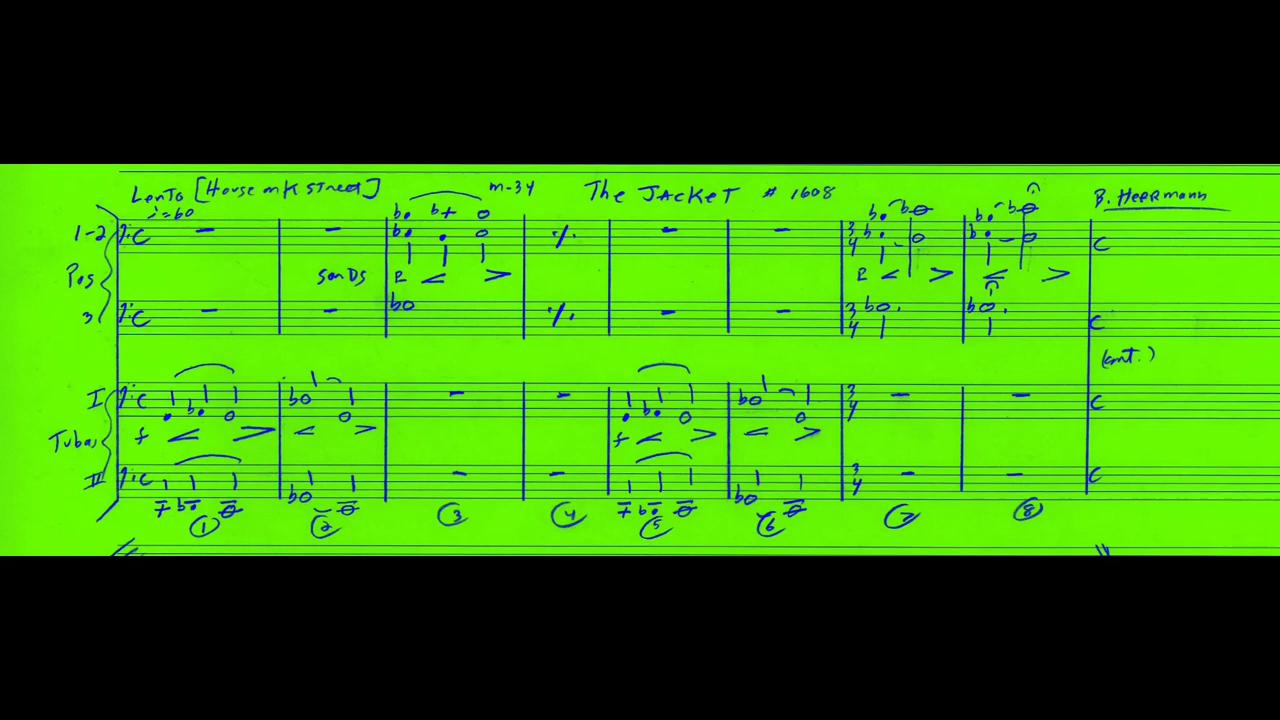 Lento [House on K Street] m-34 The JACKET # 1608 B. Herrmann
♩=60
1-2
Pos
sords
3
(cont.)
I
Tubas
f f
II
① ② ③ ④ ⑤ ⑥ ⑦ ⑧